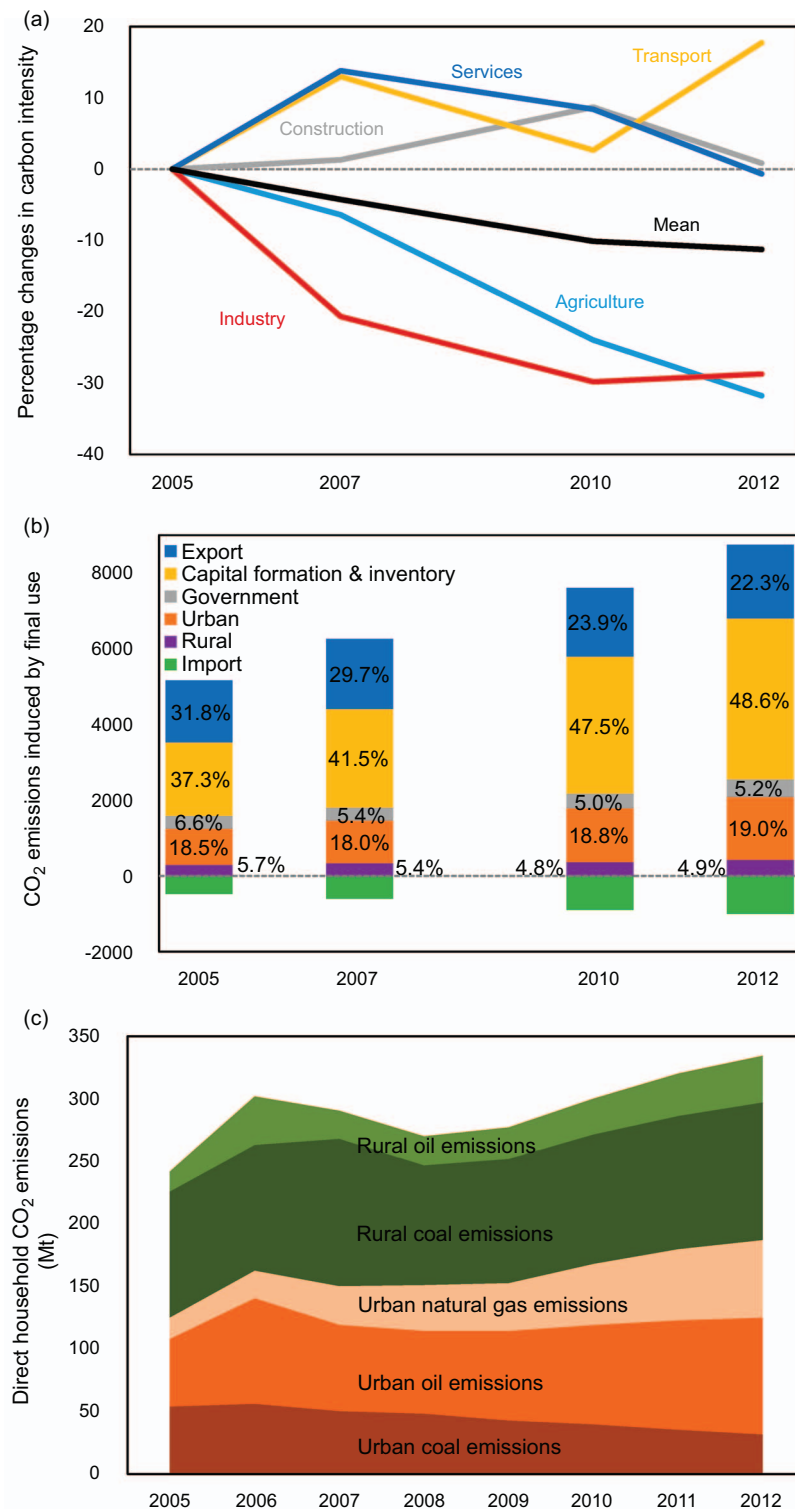 (a)
20
10
0
-10
-20
-30
-40
Percentage changes in carbon intensity
Services
Transport
Construction
Mean
Agriculture
Industry
2005 2007 2010 2012
(b)
8000
6000
4000
2000
0
-2000
CO2 emissions induced by final use
Export
Capital formation & inventory
Government
Urban
Rural
Import
31.8%
37.3%
6.6%
18.5%
5.7%
29.7%
41.5%
5.4%
18.0%
5.4%
23.9%
47.5%
5.0%
18.8%
4.8%
22.3%
48.6%
5.2%
19.0%
4.9%
2005 2007 2010 2012
(c)
350
300
250
200
150
100
50
0
Direct household CO2 emissions
(Mt)
Rural oil emissions
Rural coal emissions
Urban natural gas emissions
Urban oil emissions
Urban coal emissions
2005 2006 2007 2008 2009 2010 2011 2012